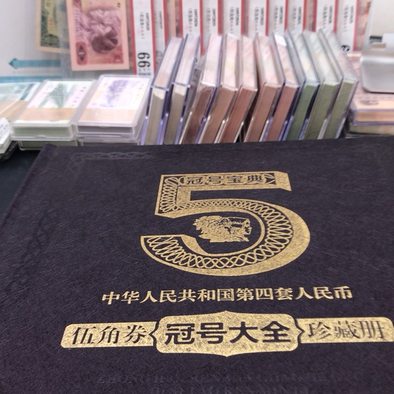 冠号宝典
5
中华人民共和国第四套人民币
伍角券 冠号大全 珍藏册